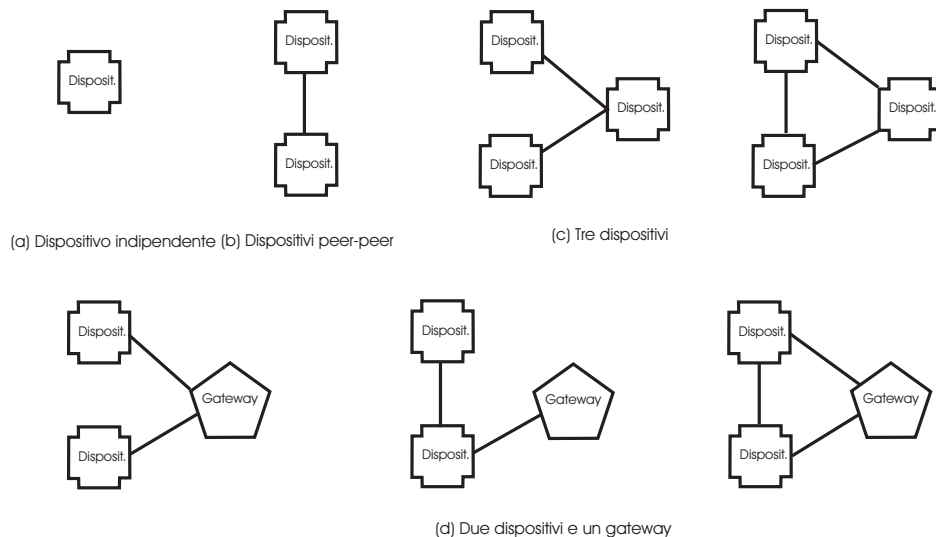 Disposit.
Disposit.
Disposit.
Disposit.
Disposit.
Disposit.
Disposit.
Disposit.
Disposit.
(a) Dispositivo indipendente (b) Dispositivi peer-peer
(c) Tre dispositivi
Disposit.
Disposit.
Gateway
Disposit.
Disposit.
Gateway
Disposit.
Disposit.
Gateway
(d) Due dispositivi e un gateway